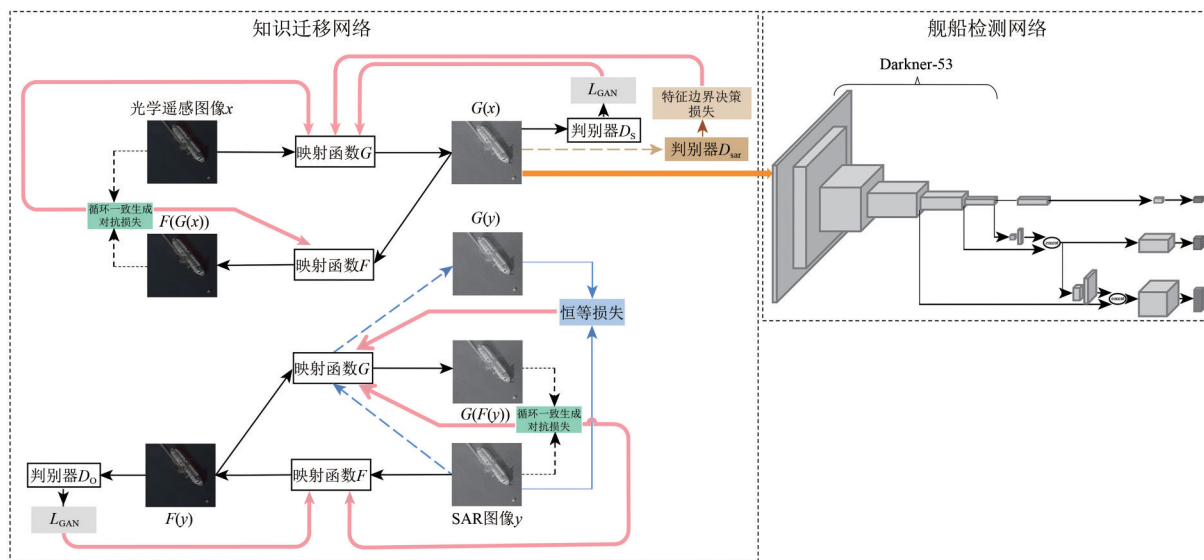 知识迁移网络
舰船检测网络
Darkner-53
光学遥感图像x
映射函数G
G(x)
L_GAN
判别器D_S
特征边界决策
损失
判别器D_sar
循环一致生成
对抗损失
F(G(x))
映射函数F
G(y)
恒等损失
映射函数G
G(F(y))
循环一致生成
对抗损失
判别器D_O
L_GAN
F(y)
映射函数F
SAR图像y
concat
concat